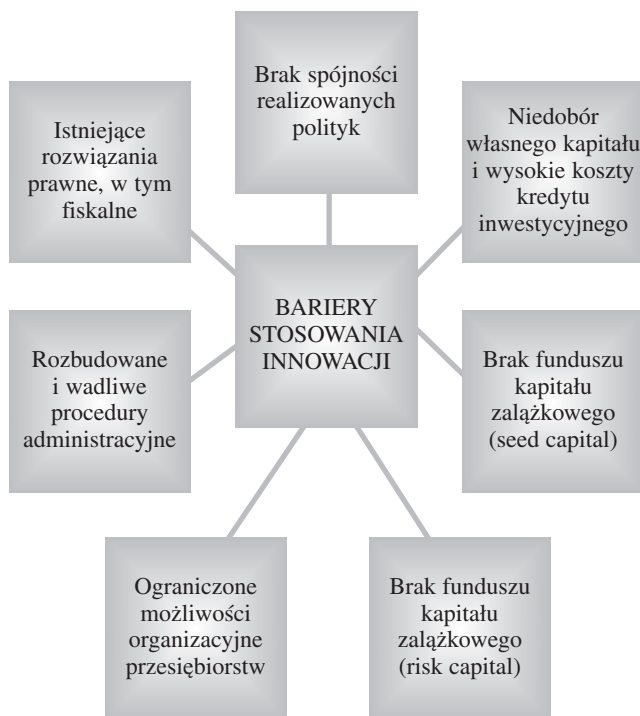 Brak spójności
realizowanych
polityk
Istniejące
rozwiązania
prawne, w tym
fiskalne
Niedobór
własnego kapitału
i wysokie koszty
kredytu
inwestycyjnego
BARIERY
STOSOWANIA
INNOWACJI
Rozbudowane
i wadliwe
procedury
administracyjne
Brak funduszu
kapitału
zalążkowego
(seed capital)
Ograniczone
możliwości
organizacyjne
przesiębiorstw
Brak funduszu
kapitału
zalążkowego
(risk capital)